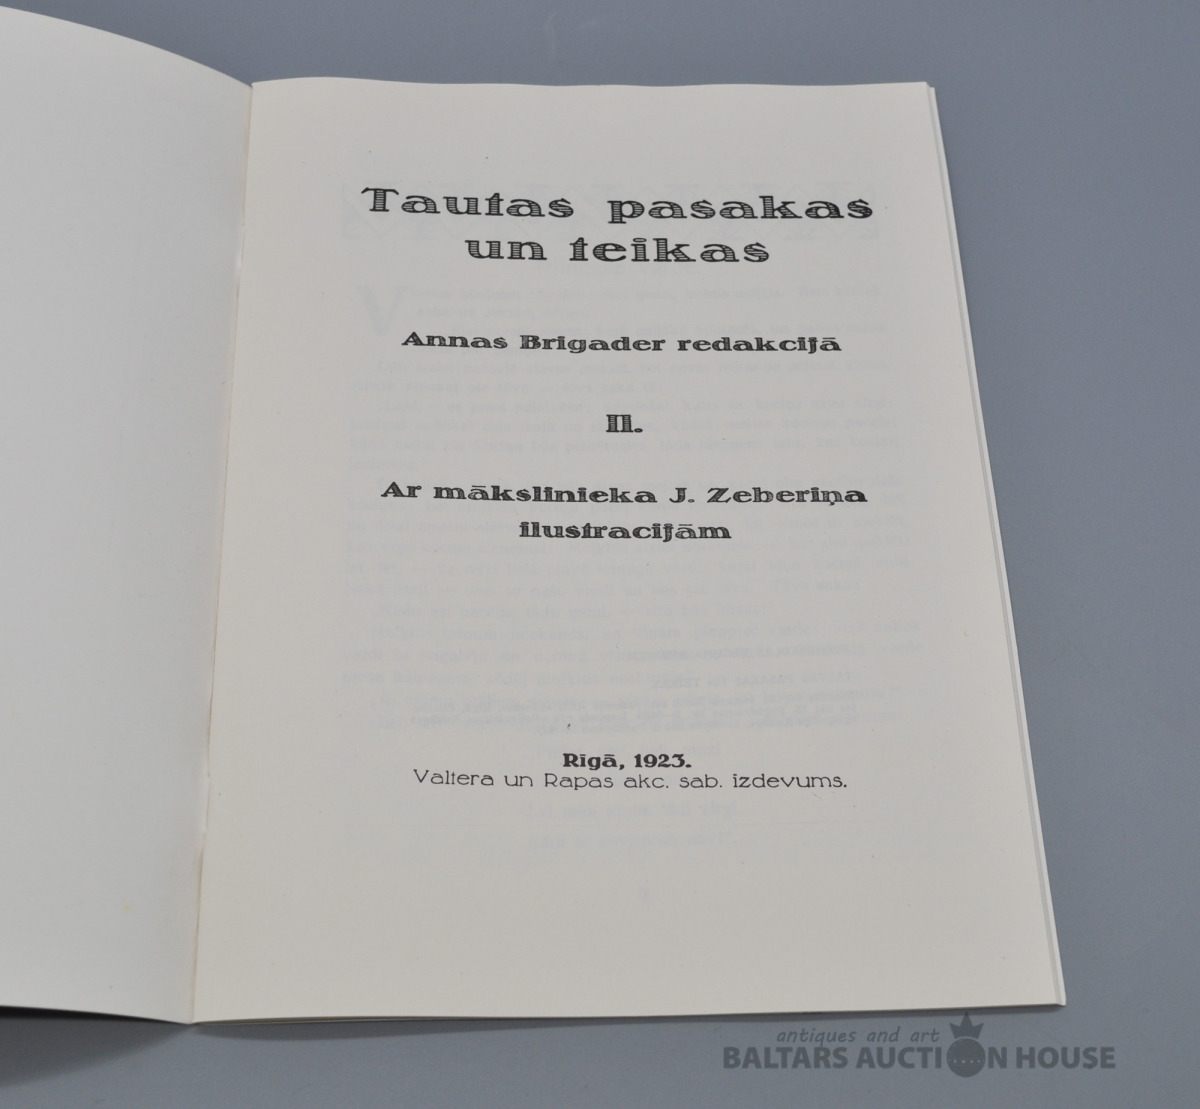 Tautas pasakas
un teikas
Annas Brigader redakcijā
II.
Ar mākslinieka J. Zeberiņa
ilustracijām
Rīgā, 1923.
Valtera un Rapas akc. sab. izdevums.
antiques and art
BALTARS AUCTION HOUSE